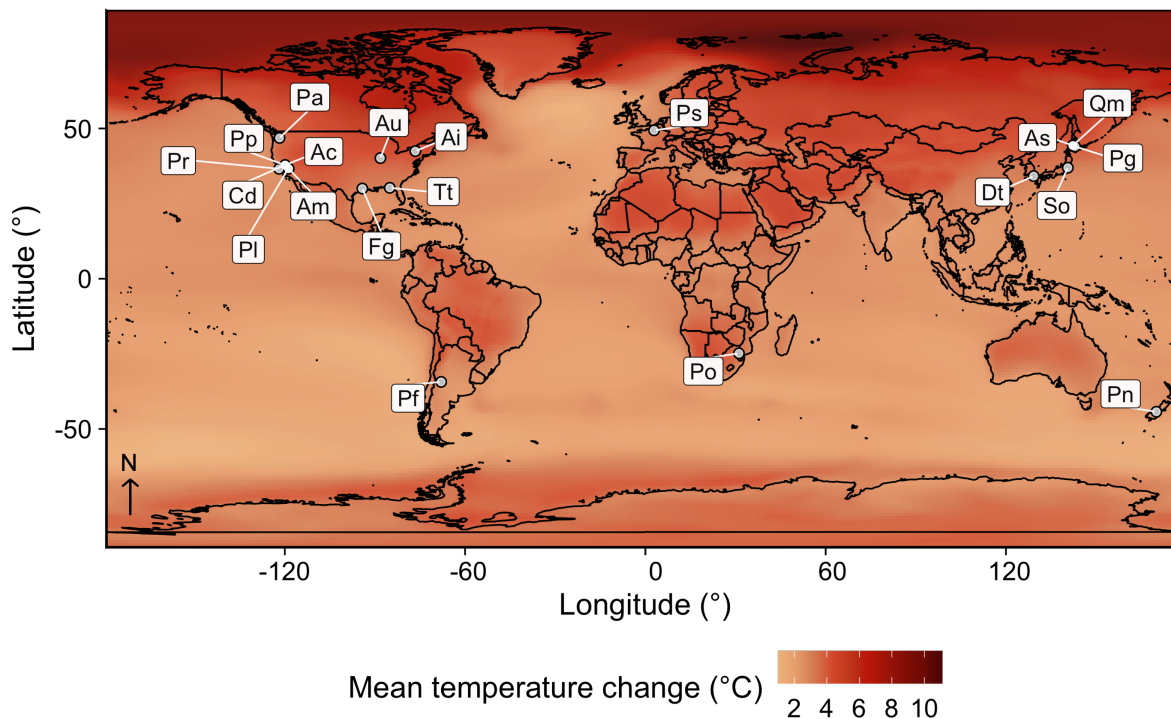 Pa
Qm
Au
Ai
Ps
Pp
Ac
As
Pr
Pg
Cd
Am
Tt
Dt
So
Pl
Fg
Po
Pf
Pn
50
0
-50
Latitude (°)
N
-120
-60
0
60
120
Longitude (°)
Mean temperature change (°C)
2 4 6 8 10